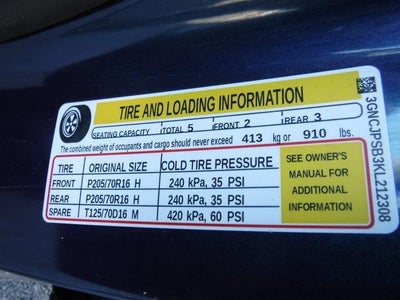 TIRE AND LOADING INFORMATION
SEATING CAPACITY TOTAL 5 FRONT 2 REAR 3
The combined weight of occupants and cargo should never exceed 413 kg or 910 lbs.
TIRE ORIGINAL SIZE COLD TIRE PRESSURE
FRONT P205/70R16 H 240 kPa, 35 PSI
REAR P205/70R16 H 240 kPa, 35 PSI
SPARE T125/70D16 M 420 kPa, 60 PSI
SEE OWNER'S
MANUAL FOR
ADDITIONAL
INFORMATION
3GNCJPSB3KL212308